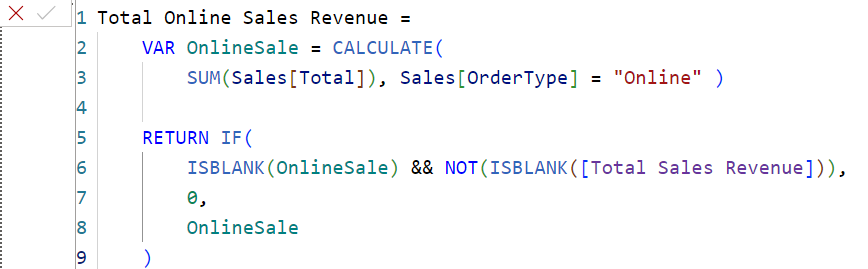 1 Total Online Sales Revenue =
2 VAR OnlineSale = CALCULATE(
3 SUM(Sales[Total]), Sales[OrderType] = "Online" )
4
5 RETURN IF(
6 ISBLANK(OnlineSale) && NOT(ISBLANK([Total Sales Revenue])),
7 0,
8 OnlineSale
9 )